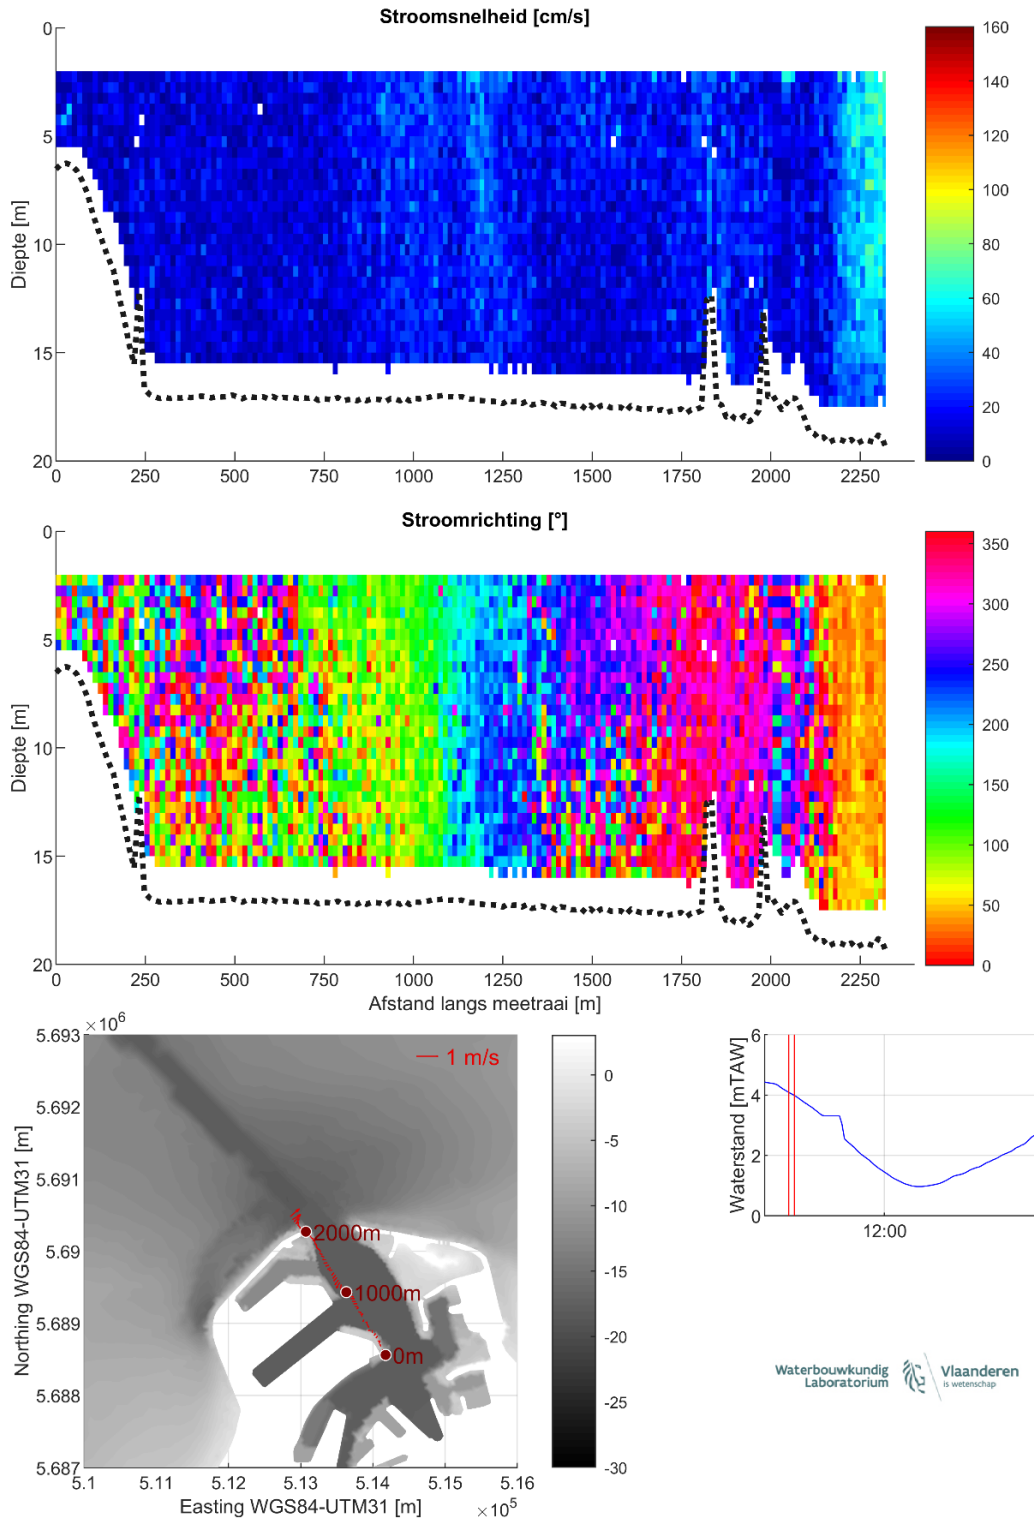 Stroomsnelheid [cm/s]
0
5
10
15
20
Diepte [m]
0 250 500 750 1000 1250 1500 1750 2000 2250
160
140
120
100
80
60
40
20
0
Stroomrichting [°]
0
5
10
15
20
Diepte [m]
0 250 500 750 1000 1250 1500 1750 2000 2250
Afstand langs meetraai [m]
350
300
250
200
150
100
50
0
×10⁶
5.693
5.692
5.691
5.69
5.689
5.688
5.687
Northing WGS84-UTM31 [m]
1 m/s
2000m
1000m
0m
5.1 5.11 5.12 5.13 5.14 5.15 5.16
Easting WGS84-UTM31 [m]
×10⁵
0
-5
-10
-15
-20
-25
-30
Waterstand [mTAW]
6
4
2
0
12:00
Waterbouwkundig
Laboratorium
Vlaanderen
is wetenschap